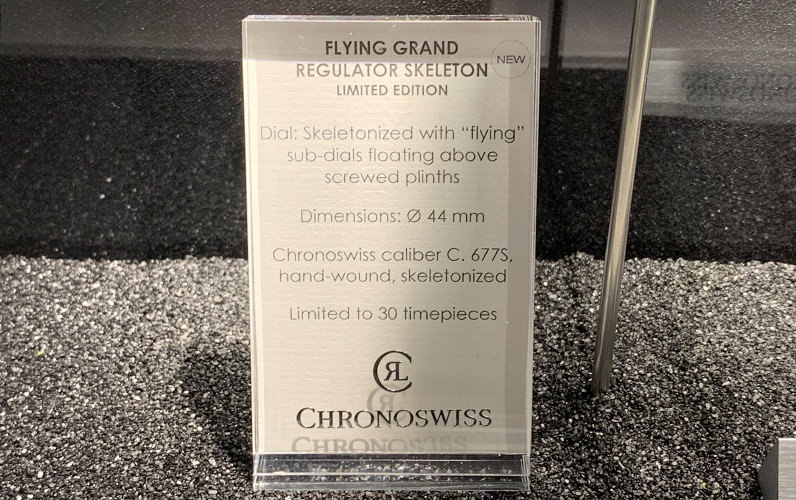 FLYING GRAND
REGULATOR SKELETON
NEW
LIMITED EDITION
Dial: Skeletonized with “flying”
sub-dials floating above
screwed plinths
Dimensions: Ø 44 mm
Chronoswiss caliber C. 677S,
hand-wound, skeletonized
Limited to 30 timepieces
CHRONOSWISS